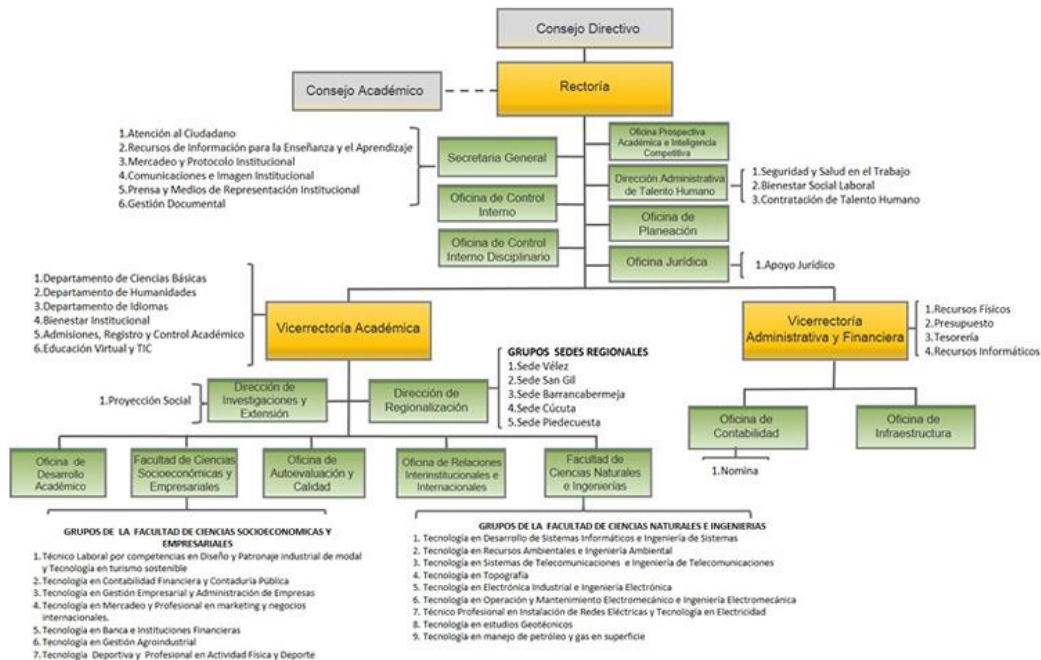 Consejo Directivo
Consejo Académico
Rectoría
1.Atención al Ciudadano
2.Recursos de Información para la Enseñanza y el Aprendizaje
3.Mercadeo y Protocolo Institucional
4.Comunicaciones e Imagen Institucional
5.Prensa y Medios de Representación Institucional
6.Gestión Documental
Secretaria General
Oficina de Control
Interno
Oficina de Control
Interno Disciplinario
Oficina Prospectiva
Académica e Inteligencia
Competitiva
Dirección Administrativa
de Talento Humano
1.Seguridad y Salud en el Trabajo
2.Bienestar Social Laboral
3.Contratación de Talento Humano
Oficina de
Planeación
Oficina Jurídica
1.Apoyo Jurídico
1.Departamento de Ciencias Básicas
2.Departamento de Humanidades
3.Departamento de Idiomas
4.Bienestar Institucional
5.Admisiones, Registro y Control Académico
6.Educación Virtual y TIC
Vicerrectoría Académica
Vicerrectoría
Administrativa y Financiera
1.Recursos Físicos
2.Presupuesto
3.Tesorería
4.Recursos Informáticos
1.Proyección Social
Dirección de
Investigaciones y
Extensión
Dirección de
Regionalización
GRUPOS SEDES REGIONALES
1.Sede Vélez
2.Sede San Gil
3.Sede Barrancabermeja
4.Sede Cúcuta
5.Sede Piedecuesta
Oficina de
Contabilidad
1.Nomina
Oficina de
Infraestructura
Oficina de
Desarrollo
Académico
Facultad de Ciencias
Socioeconómicas y
Empresariales
Oficina de
Autoevaluación y
Calidad
Oficina de Relaciones
Interinstitucionales e
Internacionales
Facultad de
Ciencias Naturales
e Ingenierías
GRUPOS DE LA FACULTAD DE CIENCIAS SOCIOECONOMICAS Y
EMPRESARIALES
1. Técnico Laboral por competencias en Diseño y Patronaje industrial de modal
y Tecnología en turismo sostenible
2. Tecnología en Contabilidad Financiera y Contaduría Pública
3. Tecnología en Gestión Empresarial y Administración de Empresas
4. Tecnología en Mercadeo y Profesional en marketing y negocios
internacionales.
5. Tecnología en Banca e Instituciones Financieras
6. Tecnología en Gestión Agroindustrial
7. Tecnología Deportiva y Profesional en Actividad Física y Deporte
GRUPOS DE LA FACULTAD DE CIENCIAS NATURALES E INGENIERIAS
1. Tecnología en Desarrollo de Sistemas Informáticos e Ingeniería de Sistemas
2. Tecnología en Recursos Ambientales e Ingeniería Ambiental
3. Tecnología en Sistemas de Telecomunicaciones e Ingeniería de Telecomunicaciones
4. Tecnología en Topografía
5. Tecnología en Electrónica Industrial e Ingeniería Electrónica
6. Tecnología en Operación y Mantenimiento Electromecánico e Ingeniería Electromecánica
7. Técnico Profesional en Instalación de Redes Eléctricas y Tecnología en Electricidad
8. Tecnología en estudios Geotécnicos
9. Tecnología en manejo de petróleo y gas en superficie